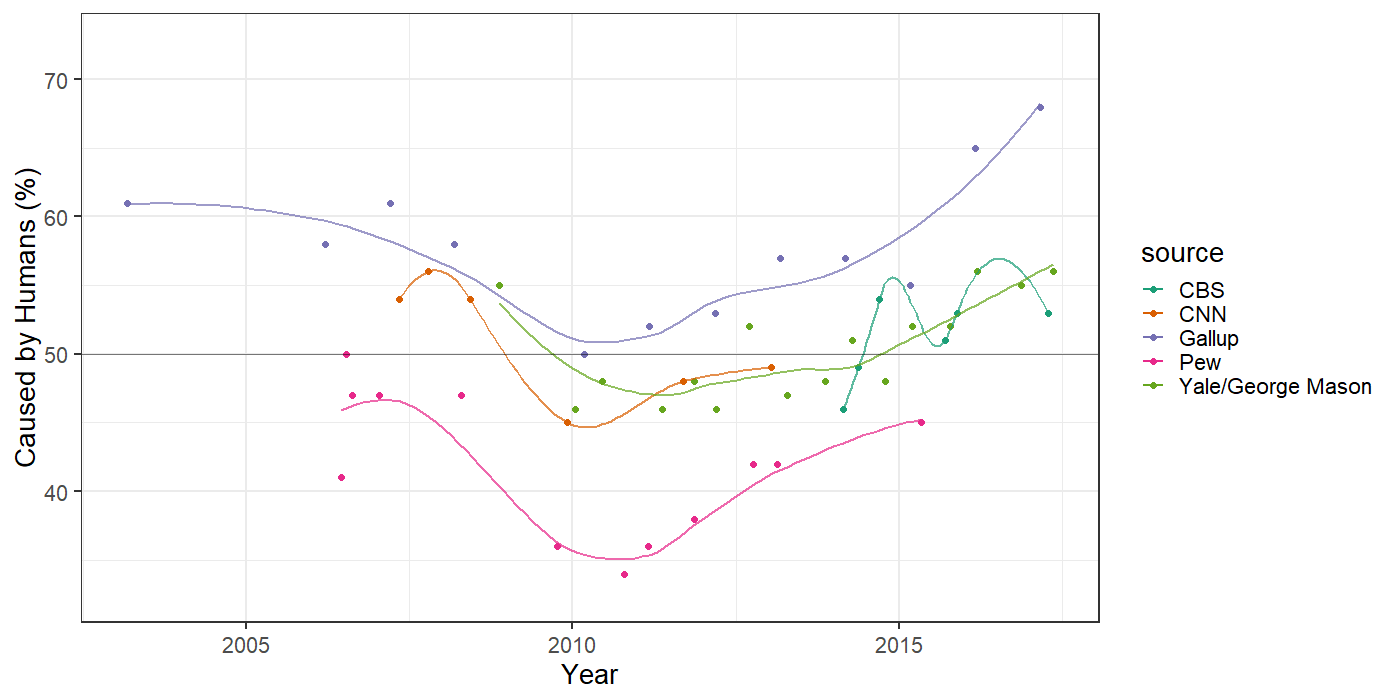 70
60
50
40
Caused by Humans (%)
2005
2010
2015
Year
source
CBS
CNN
Gallup
Pew
Yale/George Mason